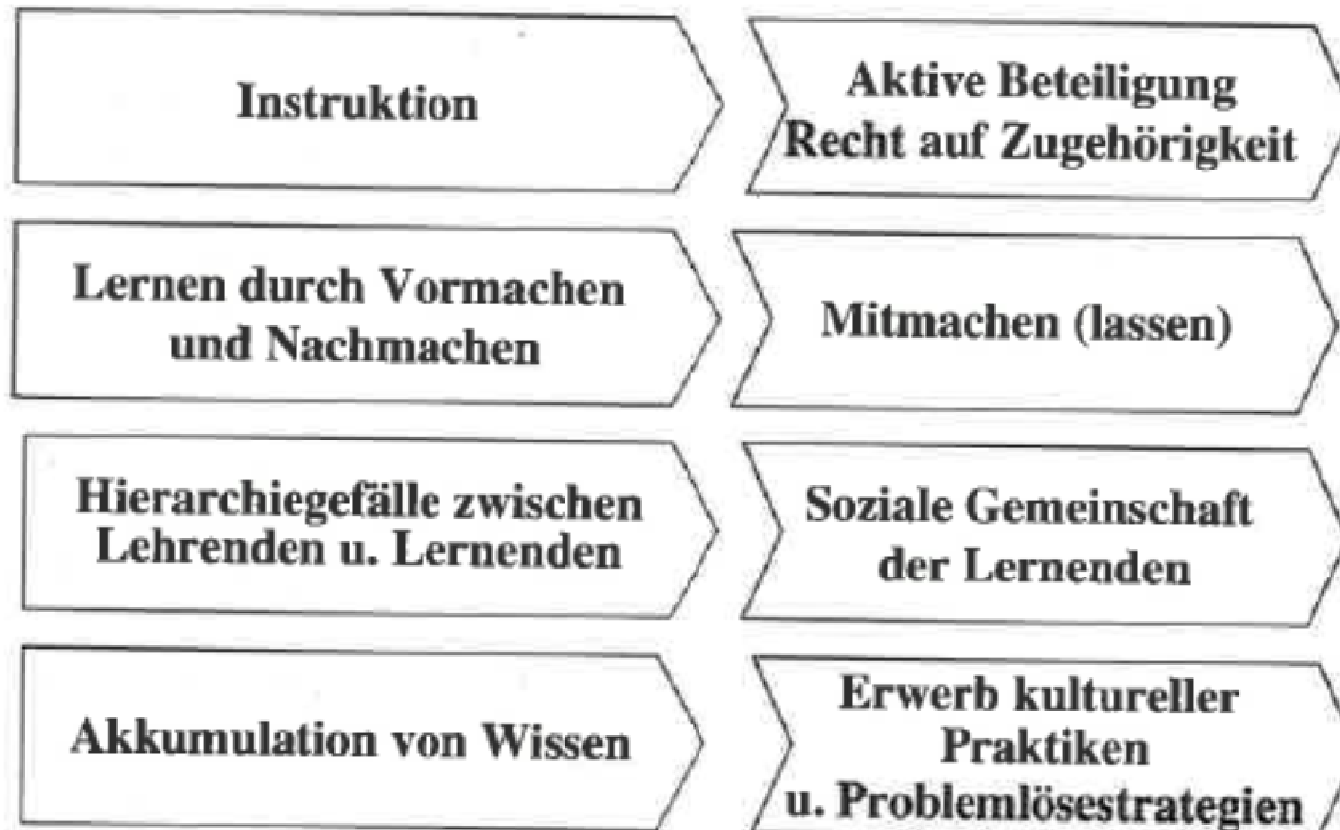 Instruktion
Aktive Beteiligung
Recht auf Zugehörigkeit
Lernen durch Vormachen
und Nachmachen
Mitmachen (lassen)
Hierarchiegefälle zwischen
Lehrenden u. Lernenden
Soziale Gemeinschaft
der Lernenden
Akkumulation von Wissen
Erwerb kultureller
Praktiken
u. Problemlösestrategien